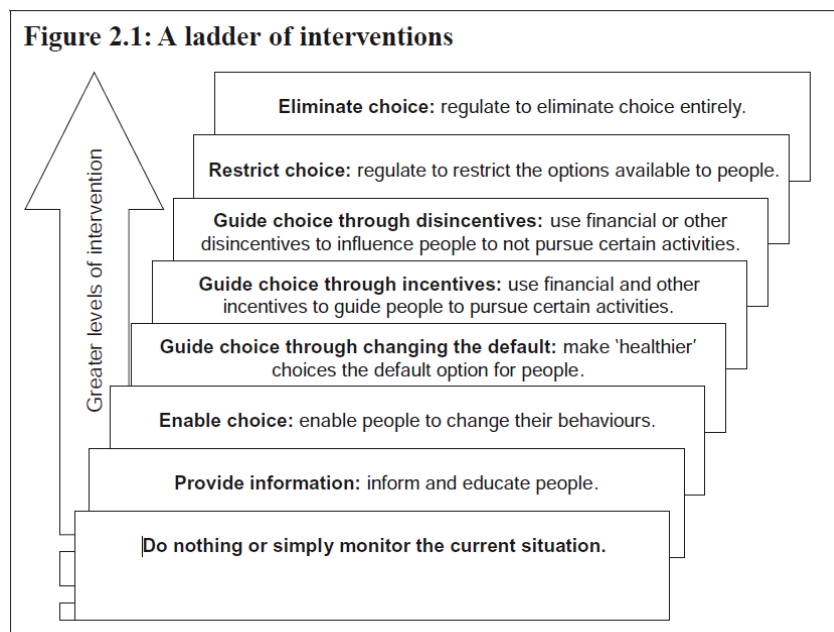 Figure 2.1: A ladder of interventions
Eliminate choice: regulate to eliminate choice entirely.
Restrict choice: regulate to restrict the options available to people.
Guide choice through disincentives: use financial or other
disincentives to influence people to not pursue certain activities.
Guide choice through incentives: use financial and other
incentives to guide people to pursue certain activities.
Guide choice through changing the default: make ‘healthier’
choices the default option for people.
Enable choice: enable people to change their behaviours.
Provide information: inform and educate people.
Do nothing or simply monitor the current situation.
Greater levels of intervention